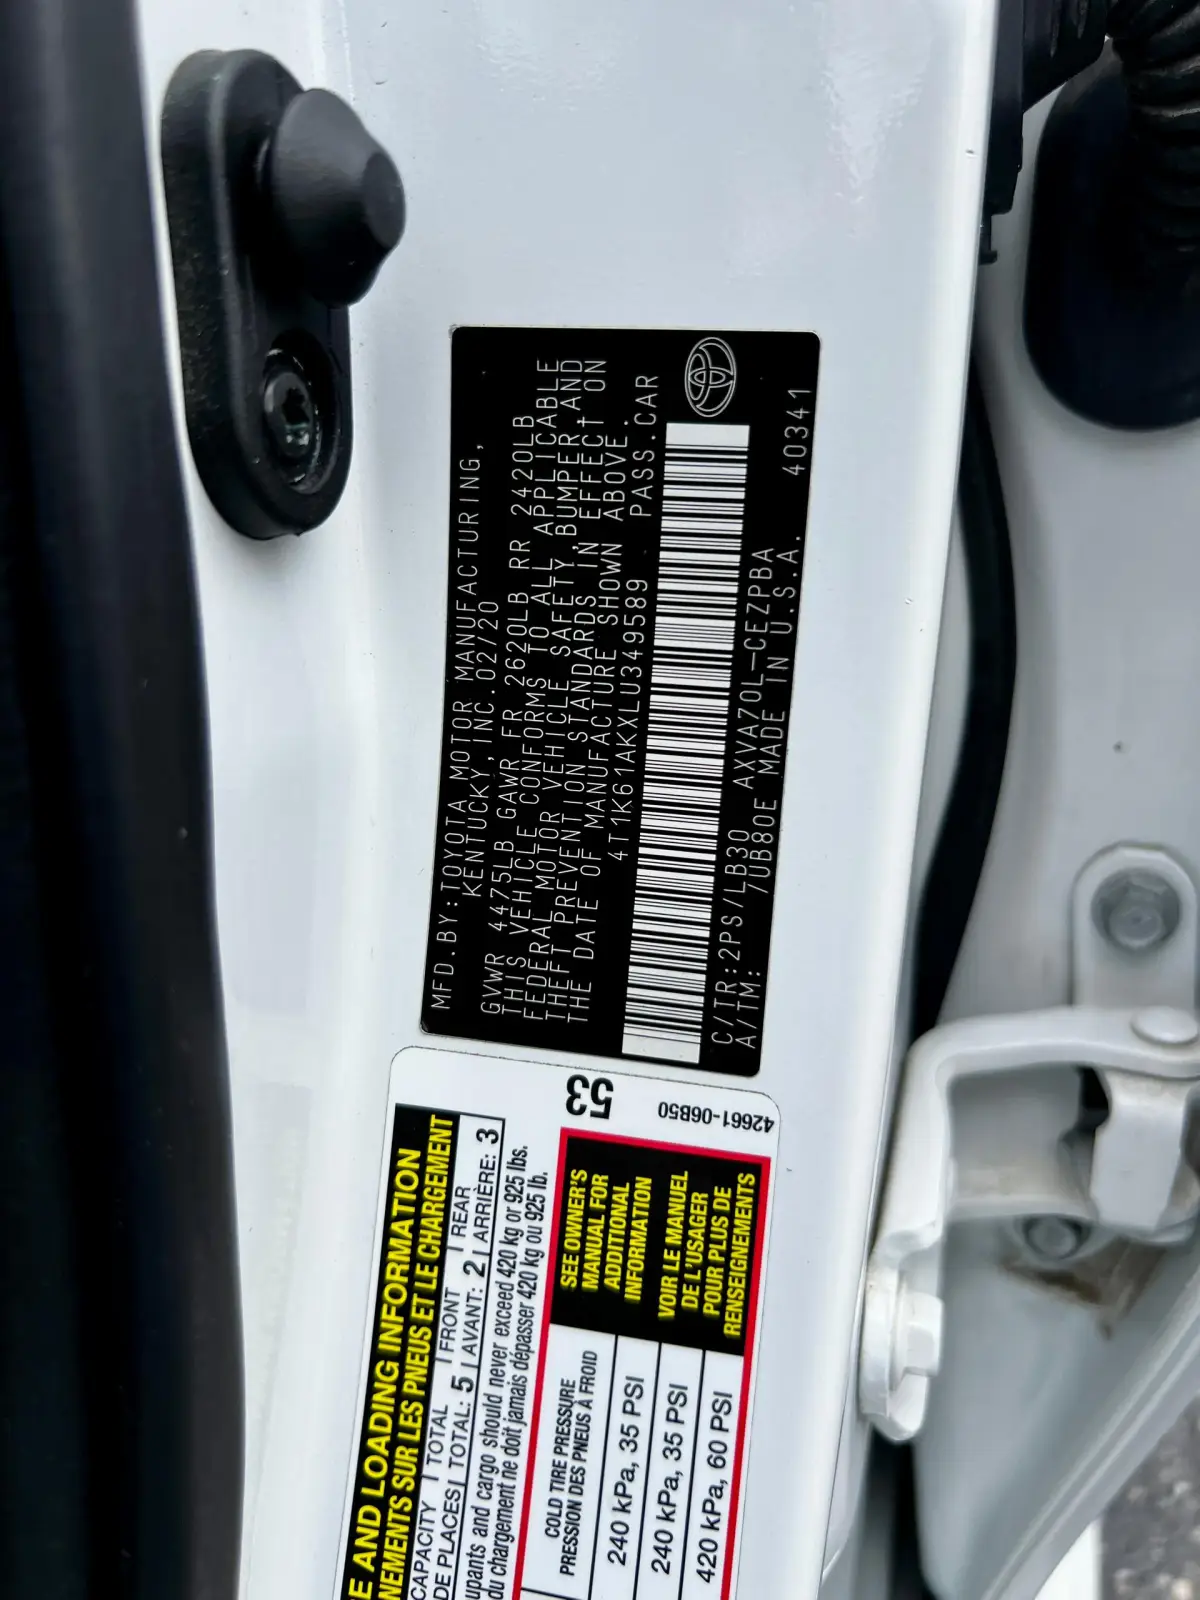 MFD.BY:TOYOTA MOTOR MANUFACTURING,
KENTUCKY,INC.02/20
GVWR 4475LB GAWR FR 2620LB RR 2420LB
THIS VEHICLE CONFORMS TO ALL APPLICABLE
FEDERAL MOTOR VEHICLE SAFETY,BUMPER,AND
THEFT PREVENTION STANDARDS IN EFFECT ON
THE DATE OF MANUFACTURE SHOWN ABOVE.
4T1K61AKXLU349589 PASS.CAR
C/TR:2PS/LB30 AXVA70L-CEZPBA
A/TM: 7UB80E MADE IN U.S.A. 40341
53
42661-06B50
AND LOADING INFORMATION
SUR LES PNEUS ET LE CHARGEMENT
CAPACITY TOTAL FRONT REAR
DE PLACES TOTAL: 5 AVANT: 2 ARRIÈRE: 3
and cargo should never exceed 420 kg or 925 lbs.
du chargement ne doit jamais dépasser 420 kg ou 925 lb.
COLD TIRE PRESSURE
PRESSION DES PNEUS À FROID
240 kPa, 35 PSI
240 kPa, 35 PSI
420 kPa, 60 PSI
SEE OWNER'S
MANUAL FOR
ADDITIONAL
INFORMATION
VOIR LE MANUEL
DE L'USAGER
POUR PLUS DE
RENSEIGNEMENTS